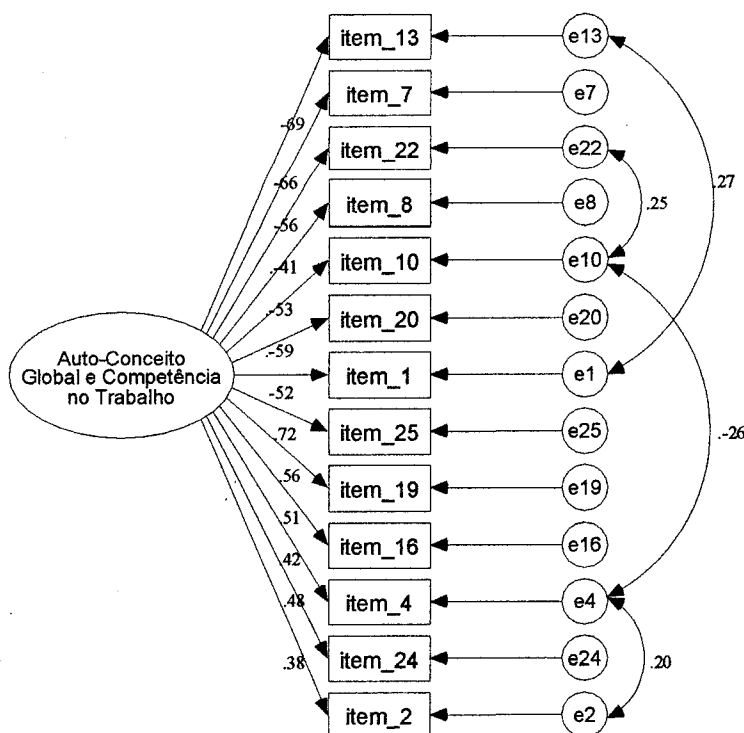 item_13
e13
item_7
e7
-69
item_22
e22
-66
.27
item_8
e8
.25
-56
item_10
e10
.-41
item_20
e20
-53
Auto-Conceito
Global e Competência
no Trabalho
.-59
item_1
e1
-52
item_25
e25
.-26
.72
item_19
e19
.56
item_16
e16
.51
.42
item_4
e4
.48
item_24
e24
.20
.38
item_2
e2